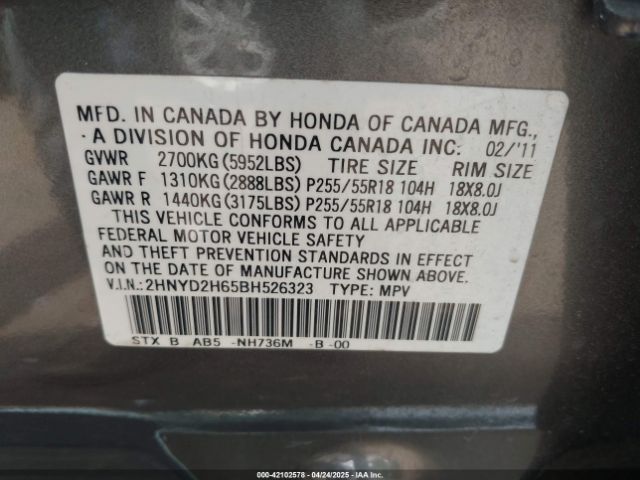 MFD. IN CANADA BY HONDA OF CANADA MFG.,
A DIVISION OF HONDA CANADA INC: 02/'11
GVWR 2700KG(5952LBS) TIRE SIZE RIM SIZE
GAWR F 1310KG(2888LBS) P255/55R18 104H 18X8.0J
GAWR R 1440KG(3175LBS) P255/55R18 104H 18X8.0J
THIS VEHICLE CONFORMS TO ALL APPLICABLE
FEDERAL MOTOR VEHICLE SAFETY
AND THEFT PREVENTION STANDARDS IN EFFECT
ON THE DATE OF MANUFACTURE SHOWN ABOVE.
V.I.N.: 2HNYD2H65BH526323 TYPE: MPV
STX B AB5 -NH736M -B-00
000-42102578 - 04/24/2025 - IAA Inc.